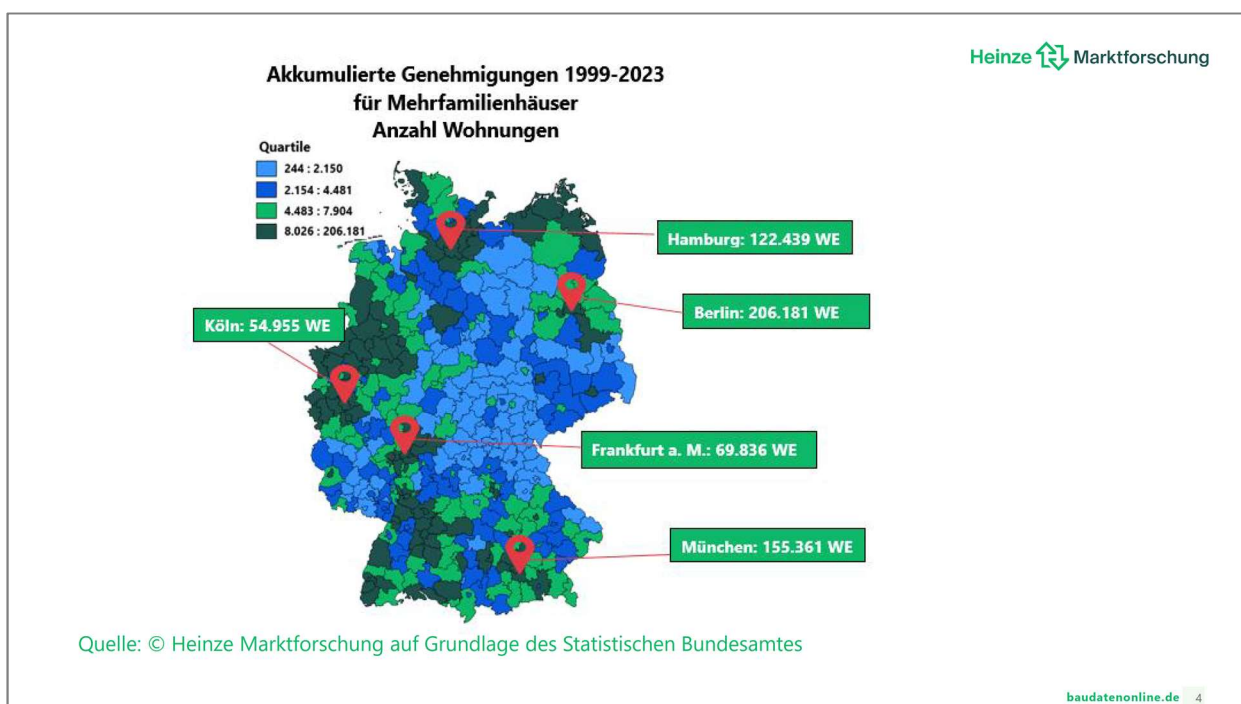 Heinze Marktforschung
Akkumulierte Genehmigungen 1999-2023
für Mehrfamilienhäuser
Anzahl Wohnungen
Quartile
244 : 2.150
2.154 : 4.481
4.483 : 7.904
8.026 : 206.181
Hamburg: 122.439 WE
Berlin: 206.181 WE
Köln: 54.955 WE
Frankfurt a. M.: 69.836 WE
München: 155.361 WE
Quelle: © Heinze Marktforschung auf Grundlage des Statistischen Bundesamtes
baudatenonline.de 4